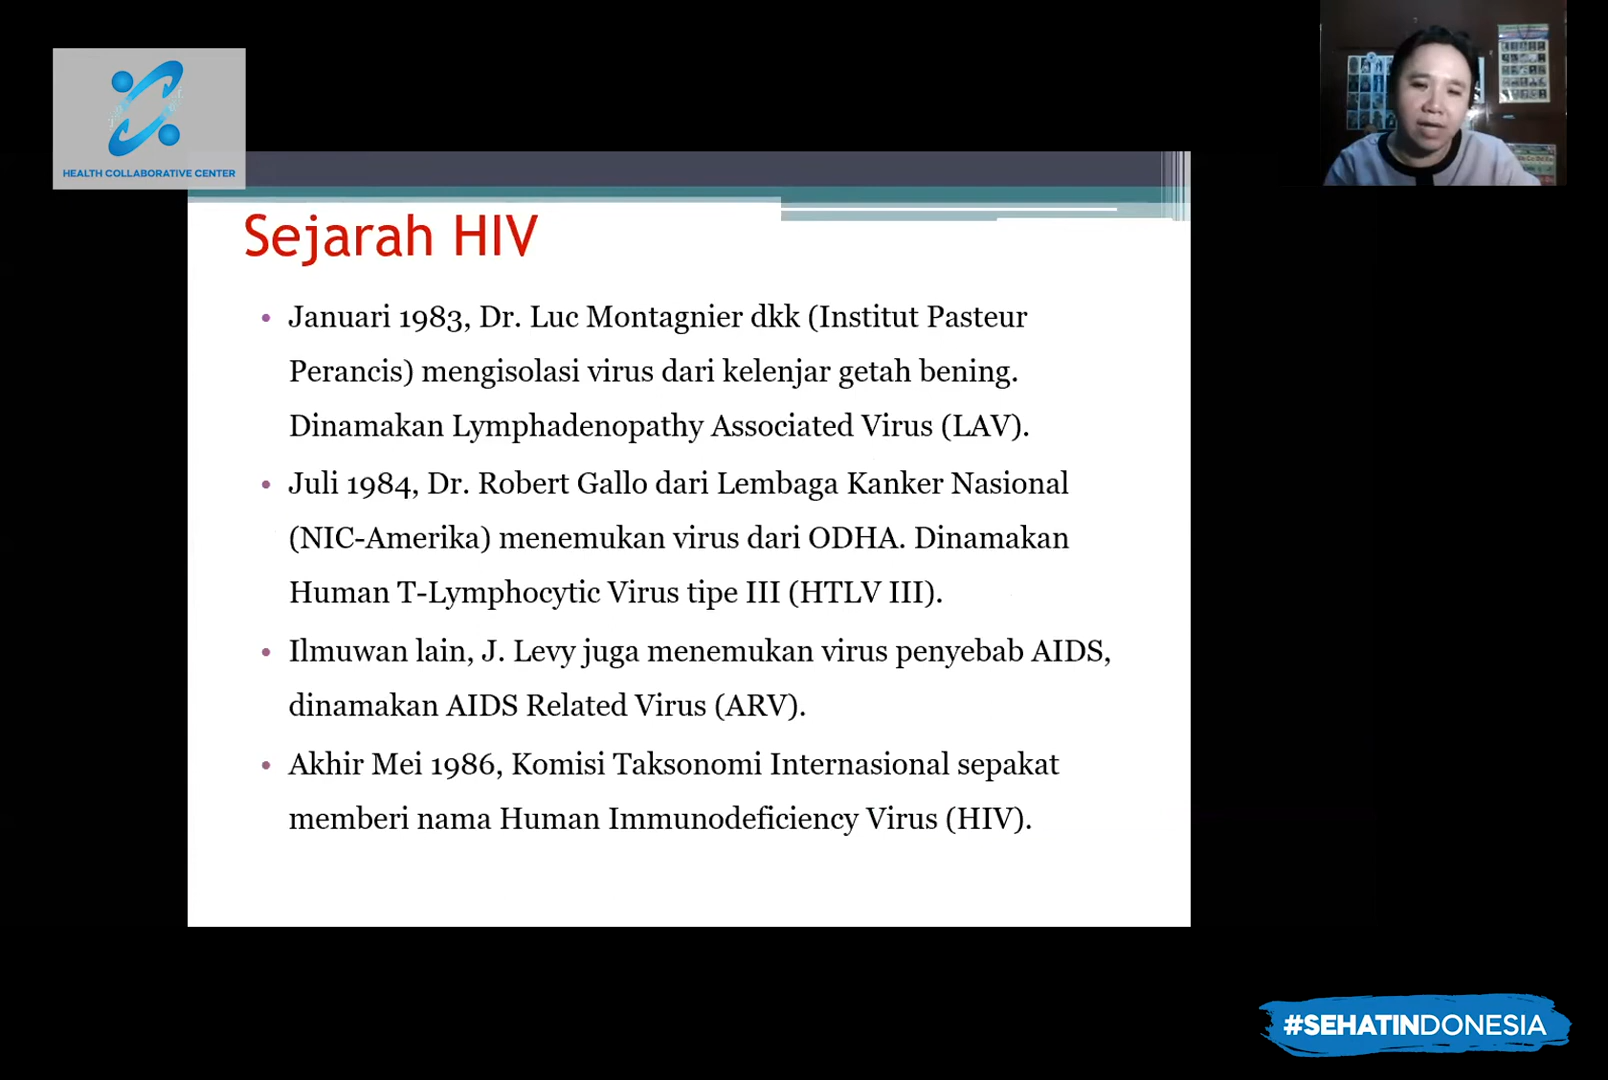 HEALTH COLLABORATIVE CENTER
Sejarah HIV
• Januari 1983, Dr. Luc Montagnier dkk (Institut Pasteur
Perancis) mengisolasi virus dari kelenjar getah bening.
Dinamakan Lymphadenopathy Associated Virus (LAV).
• Juli 1984, Dr. Robert Gallo dari Lembaga Kanker Nasional
(NIC-Amerika) menemukan virus dari ODHA. Dinamakan
Human T-Lymphocytic Virus tipe III (HTLV III).
• Ilmuwan lain, J. Levy juga menemukan virus penyebab AIDS,
dinamakan AIDS Related Virus (ARV).
• Akhir Mei 1986, Komisi Taksonomi Internasional sepakat
memberi nama Human Immunodeficiency Virus (HIV).
#SEHATINDONESIA